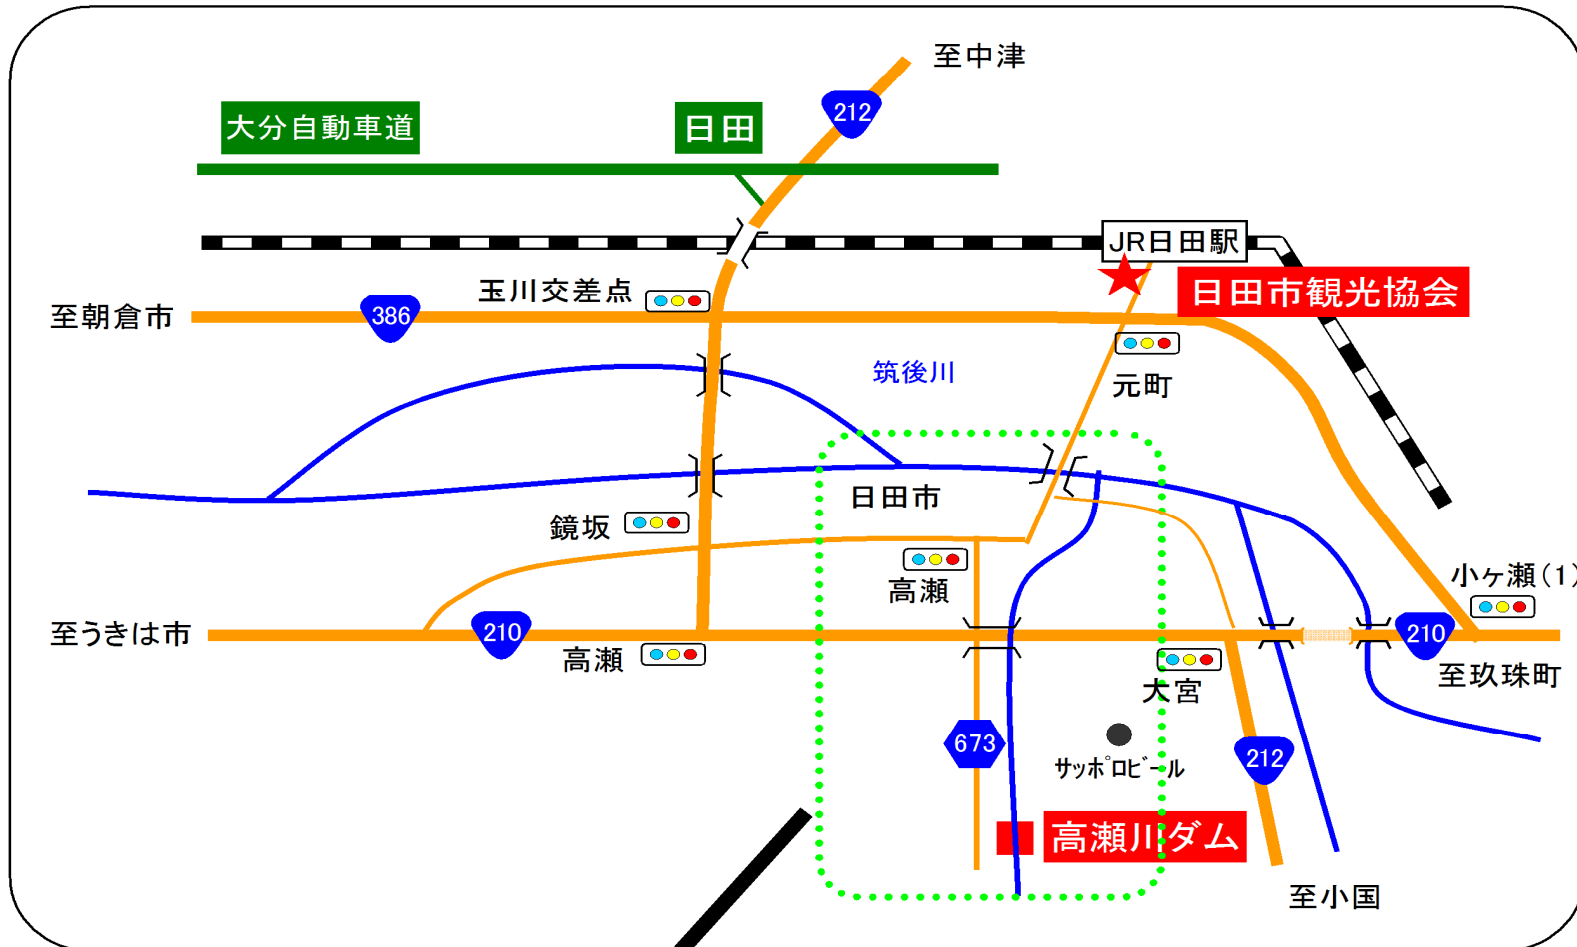 至中津
212
大分自動車道
日田
JR日田駅
日田市観光協会
玉川交差点
至朝倉市
386
元町
筑後川
日田市
鏡坂
高瀬
小ヶ瀬(1)
至うきは市
210
210
高瀬
大宮
至玖珠町
673
サッポロビール
212
高瀬川ダム
至小国